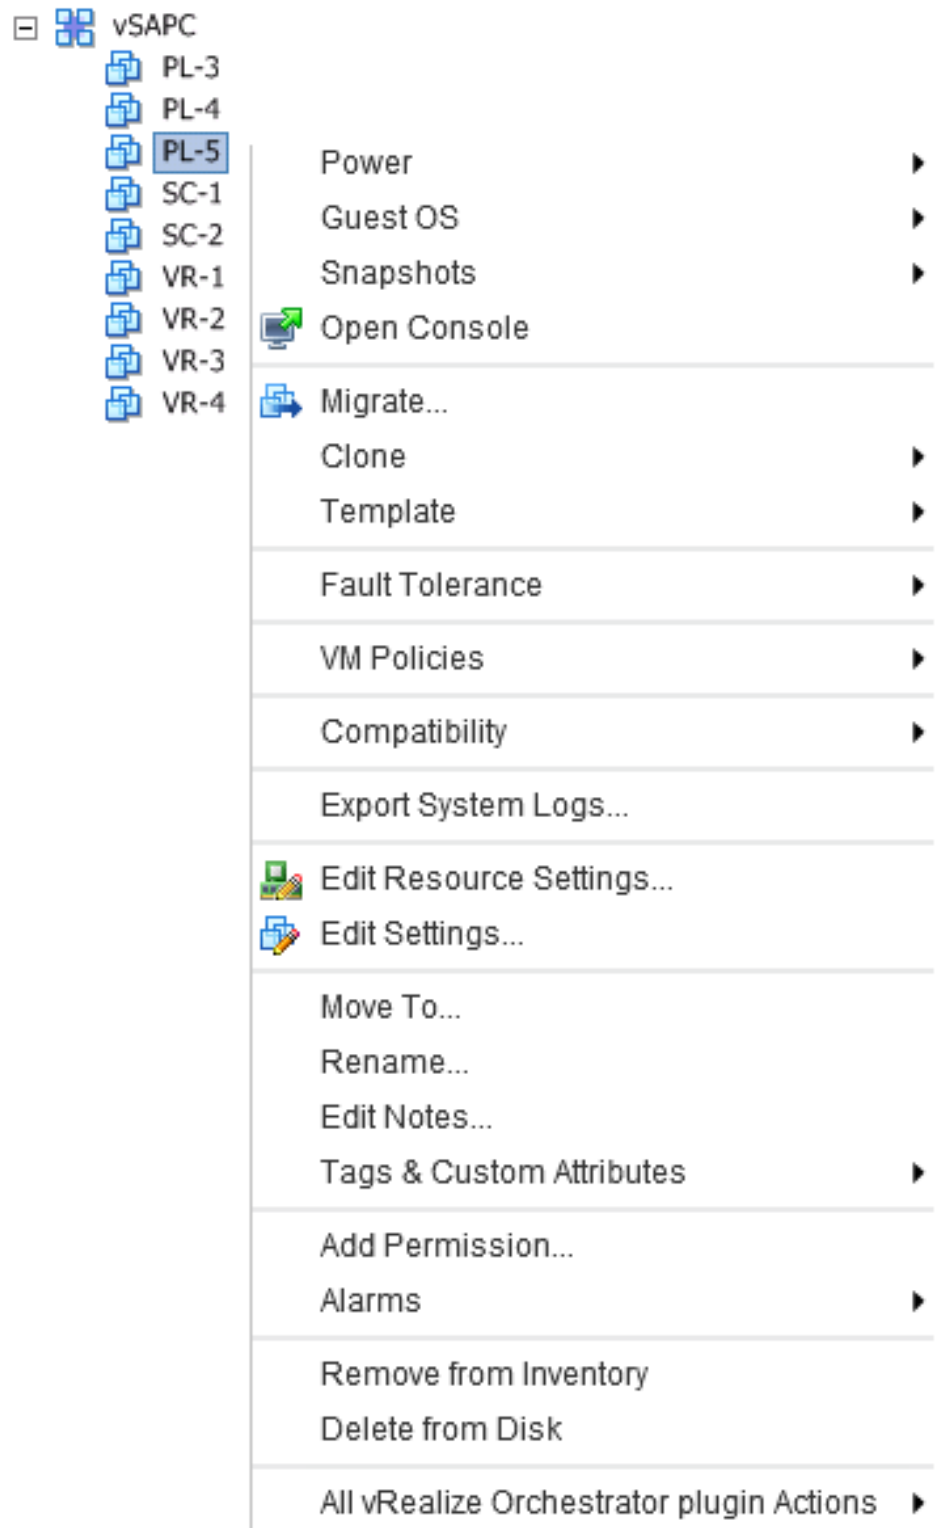 vSAPC
PL-3
PL-4
PL-5
SC-1
SC-2
VR-1
VR-2
VR-3
VR-4
Power
Guest OS
Snapshots
Open Console
Migrate...
Clone
Template
Fault Tolerance
VM Policies
Compatibility
Export System Logs...
Edit Resource Settings...
Edit Settings...
Move To...
Rename...
Edit Notes...
Tags & Custom Attributes
Add Permission...
Alarms
Remove from Inventory
Delete from Disk
All vRealize Orchestrator plugin Actions